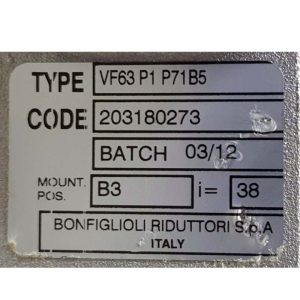 TYPE VF63 P1 P71B5
CODE 203180273
BATCH 03/12
MOUNT. POS. B3 i= 38
BONFIGLIOLI RIDUTTORI S.p.A
ITALY